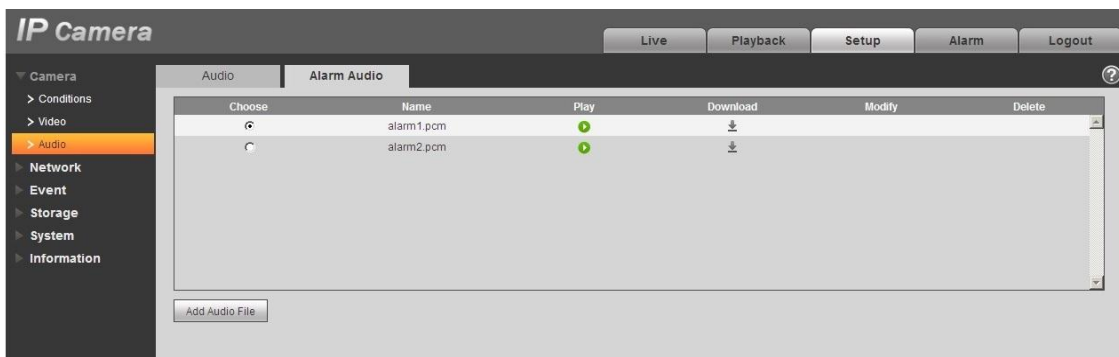 IP Camera
Live Playback Setup Alarm Logout
Camera
Conditions
Video
Audio
Network
Event
Storage
System
Information
Audio Alarm Audio
?
Choose Name Play Download Modify Delete
alarm1.pcm
alarm2.pcm
Add Audio File